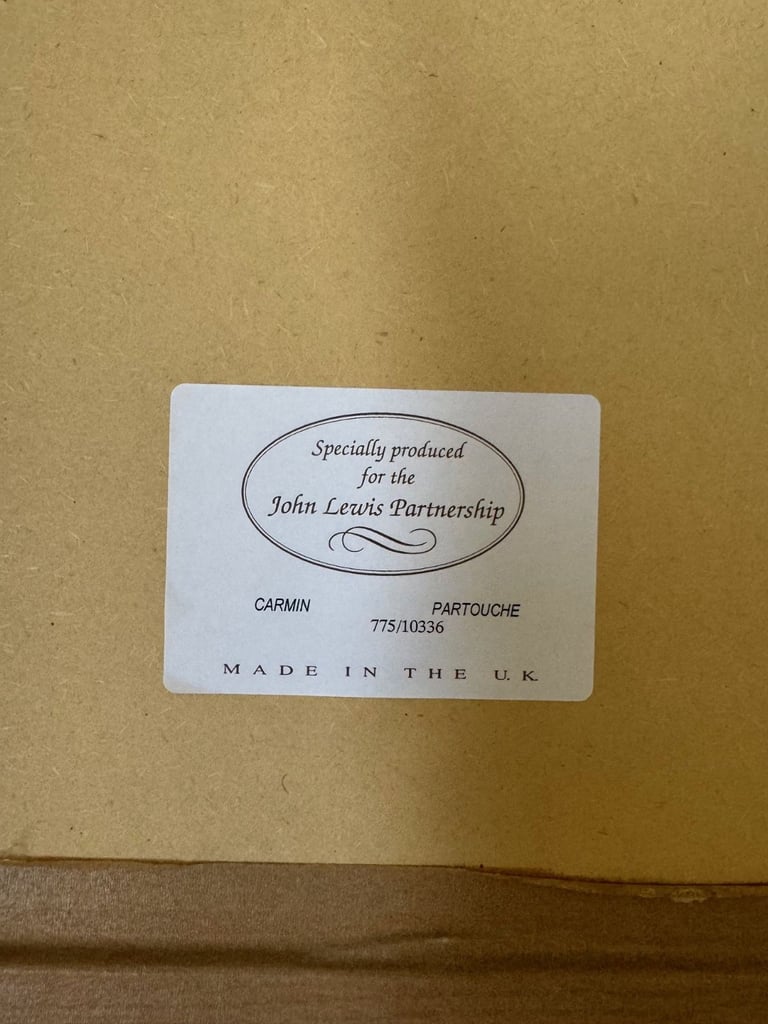 Specially produced
for the
John Lewis Partnership
CARMIN PARTOUCHE
775/10336
MADE IN THE U.K.